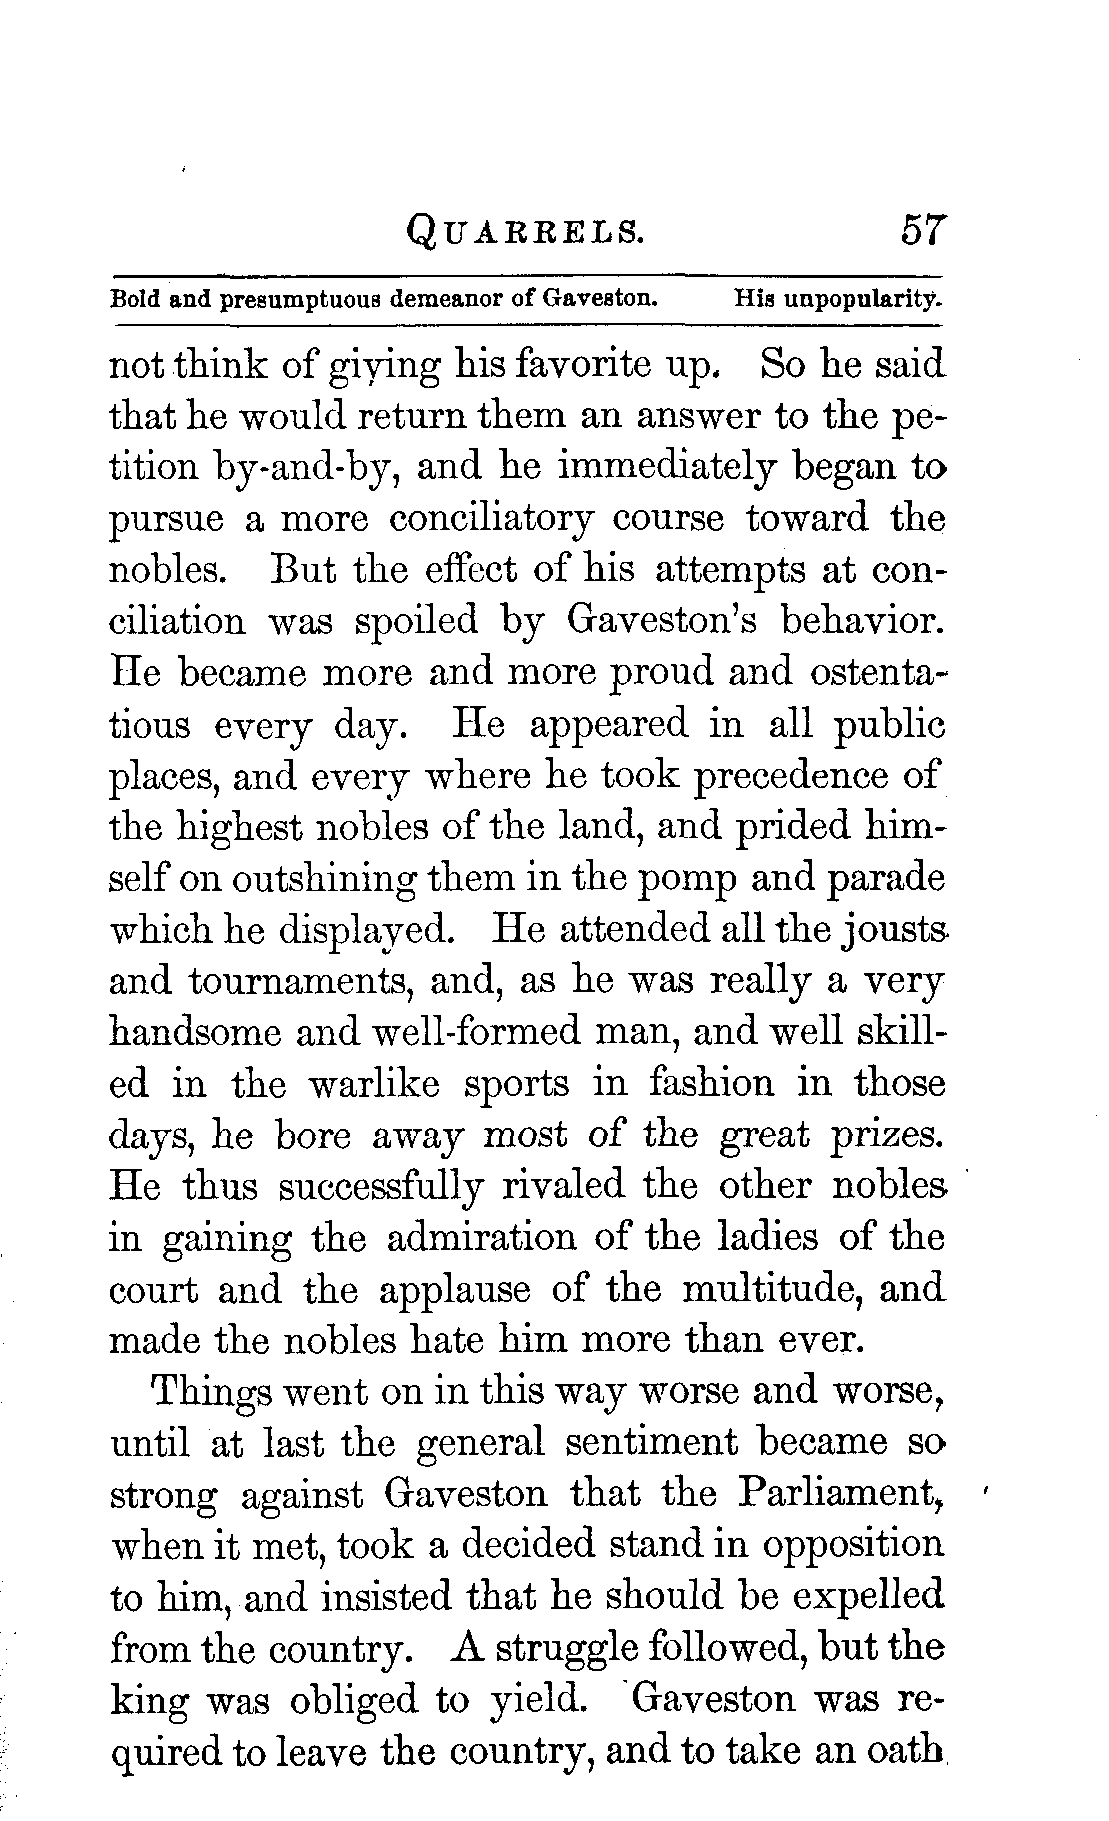 QUARRELS. 57
Bold and presumptuous demeanor of Gaveston. His unpopularity.
not think of giving his favorite up. So he said
that he would return them an answer to the pe-
tition by-and-by, and he immediately began to
pursue a more conciliatory course toward the
nobles. But the effect of his attempts at con-
ciliation was spoiled by Gaveston's behavior.
He became more and more proud and ostenta-
tious every day. He appeared in all public
places, and every where he took precedence of
the highest nobles of the land, and prided him-
self on outshining them in the pomp and parade
which he displayed. He attended all the jousts
and tournaments, and, as he was really a very
handsome and well-formed man, and well skill-
ed in the warlike sports in fashion in those
days, he bore away most of the great prizes.
He thus successfully rivaled the other nobles
in gaining the admiration of the ladies of the
court and the applause of the multitude, and
made the nobles hate him more than ever.
Things went on in this way worse and worse,
until at last the general sentiment became so
strong against Gaveston that the Parliament,
when it met, took a decided stand in opposition
to him, and insisted that he should be expelled
from the country. A struggle followed, but the
king was obliged to yield. Gaveston was re-
quired to leave the country, and to take an oath